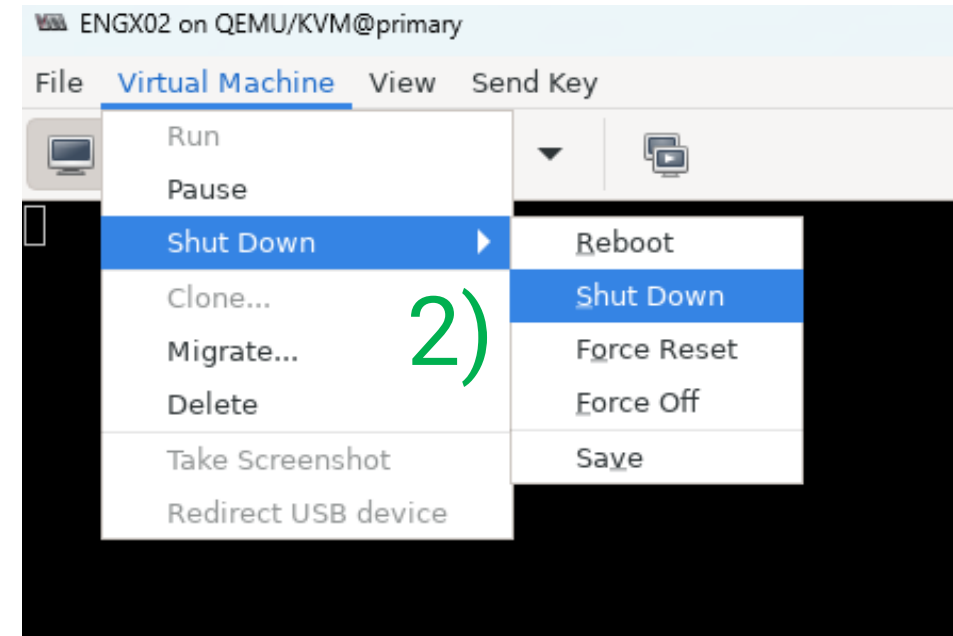 ENGX02 on QEMU/KVM@primary
File Virtual Machine View Send Key
Run
Pause
Shut Down
Clone...
Migrate...
Delete
Take Screenshot
Redirect USB device
2)
Reboot
Shut Down
Force Reset
Force Off
Save